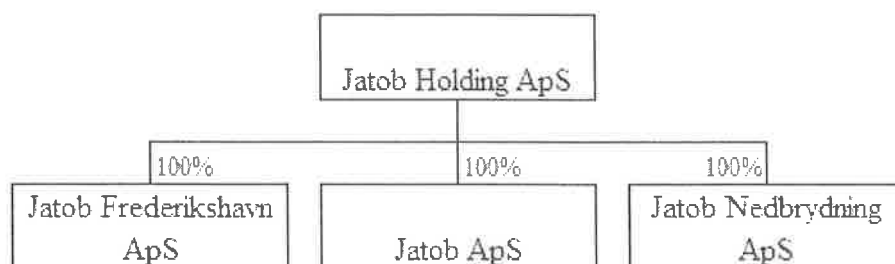 Jatob Holding ApS
100%
100%
100%
Jatob Frederikshavn
ApS
Jatob ApS
Jatob Nedbrydning
ApS